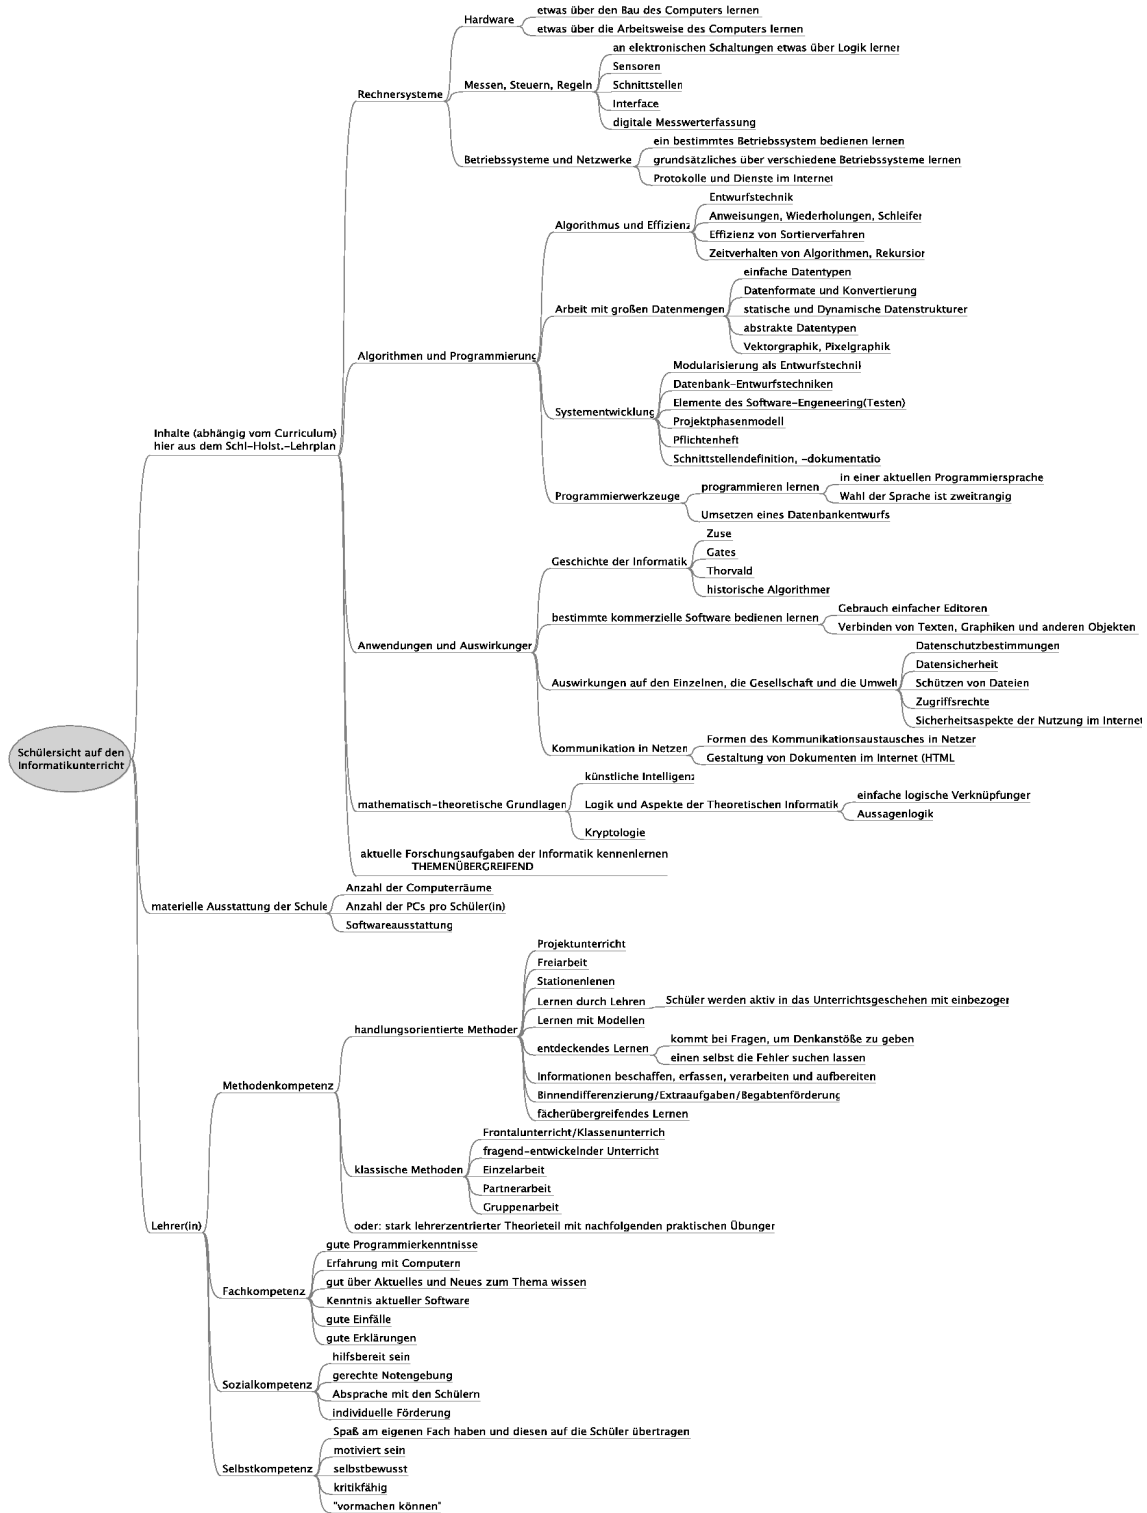 Hardware
etwas über den Bau des Computers lernen
etwas über die Arbeitsweise des Computers lernen
Rechnersysteme
Messen, Steuern, Regeln
an elektronischen Schaltungen etwas über Logik lerner
Sensoren
Schnittstellen
Interface
digitale Messwerterfassung
Betriebssysteme und Netzwerke
ein bestimmtes Betriebssystem bedienen lernen
grundsätzliches über verschiedene Betriebssysteme lernen
Protokolle und Dienste im Internet
Algorithmen und Programmierung
Algorithmus und Effizienz
Entwurfstechnik
Anweisungen, Wiederholungen, Schleifer
Effizienz von Sortierverfahren
Zeitverhalten von Algorithmen, Rekursior
Arbeit mit großen Datenmengen
einfache Datentypen
Datenformate und Konvertierung
statische und Dynamische Datenstrukturer
abstrakte Datentypen
Vektorgraphik, Pixelgraphik
Systementwicklung
Modularisierung als Entwurfstechnik
Datenbank-Entwurfstechniken
Elemente des Software-Engeneering(Testen)
Projektphasenmodell
Pflichtenheft
Schnittstellendefinition, -dokumentatio
Programmierwerkzeuge
programmieren lernen
in einer aktuellen Programmiersprache
Wahl der Sprache ist zweitrangig
Umsetzen eines Datenbankentwurfs
Inhalte (abhängig vom Curriculum)
hier aus dem Schl-Holst.-Lehrplan
Anwendungen und Auswirkunger
Geschichte der Informatik
Zuse
Gates
Thorvald
historische Algorithmer
bestimmte kommerzielle Software bedienen lernen
Gebrauch einfacher Editoren
Verbinden von Texten, Graphiken und anderen Objekten
Auswirkungen auf den Einzelnen, die Gesellschaft und die Umwelt
Datenschutzbestimmungen
Datensicherheit
Schützen von Dateien
Zugriffsrechte
Sicherheitsaspekte der Nutzung im Internet
Kommunikation in Netzen
Formen des Kommunikationsaustausches in Netzer
Gestaltung von Dokumenten im Internet (HTML
Schülersicht auf den
Informatikunterricht
mathematisch-theoretische Grundlagen
künstliche Intelligenz
Logik und Aspekte der Theoretischen Informatik
einfache logische Verknüpfunger
Aussagenlogik
Kryptologie
aktuelle Forschungsaufgaben der Informatik kennenlernen
THEMENÜBERGREIFEND
materielle Ausstattung der Schule
Anzahl der Computerräume
Anzahl der PCs pro Schüler(in)
Softwareausstattung
Lehrer(in)
Methodenkompetenz
handlungsorientierte Methoder
Projektunterricht
Freiarbeit
Stationenlenen
Lernen durch Lehren
Schüler werden aktiv in das Unterrichtsgeschehen mit einbezoger
Lernen mit Modellen
entdeckendes Lernen
kommt bei Fragen, um Denkanstöße zu geben
einen selbst die Fehler suchen lassen
Informationen beschaffen, erfassen, verarbeiten und aufbereiten
Binnendifferenzierung/Extraaufgaben/Begabtenförderung
fächerübergreifendes Lernen
klassische Methoden
Frontalunterricht/Klassenunterrich
fragend-entwickelnder Unterricht
Einzelarbeit
Partnerarbeit
Gruppenarbeit
oder: stark lehrerzentrierter Theorieteil mit nachfolgenden praktischen Übunger
Fachkompetenz
gute Programmierkenntnisse
Erfahrung mit Computern
gut über Aktuelles und Neues zum Thema wissen
Kenntnis aktueller Software
gute Einfälle
gute Erklärungen
Sozialkompetenz
hilfsbereit sein
gerechte Notengebung
Absprache mit den Schülern
individuelle Förderung
Selbstkompetenz
Spaß am eigenen Fach haben und diesen auf die Schüler übertragen
motiviert sein
selbstbewusst
kritikfähig
"vormachen können"